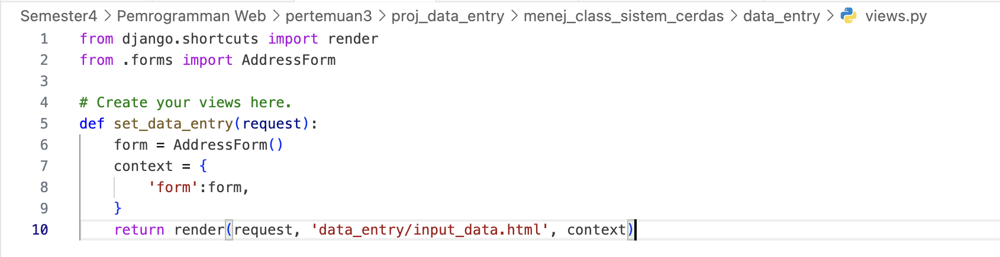 Semester4 > Pemrogramman Web > pertemuan3 > proj_data_entry > menej_class_sistem_cerdas > data_entry > views.py
1 from django.shortcuts import render
2 from .forms import AddressForm
3
4 # Create your views here.
5 def set_data_entry(request):
6     form = AddressForm()
7     context = {
8         'form':form,
9     }
10     return render(request, 'data_entry/input_data.html', context)